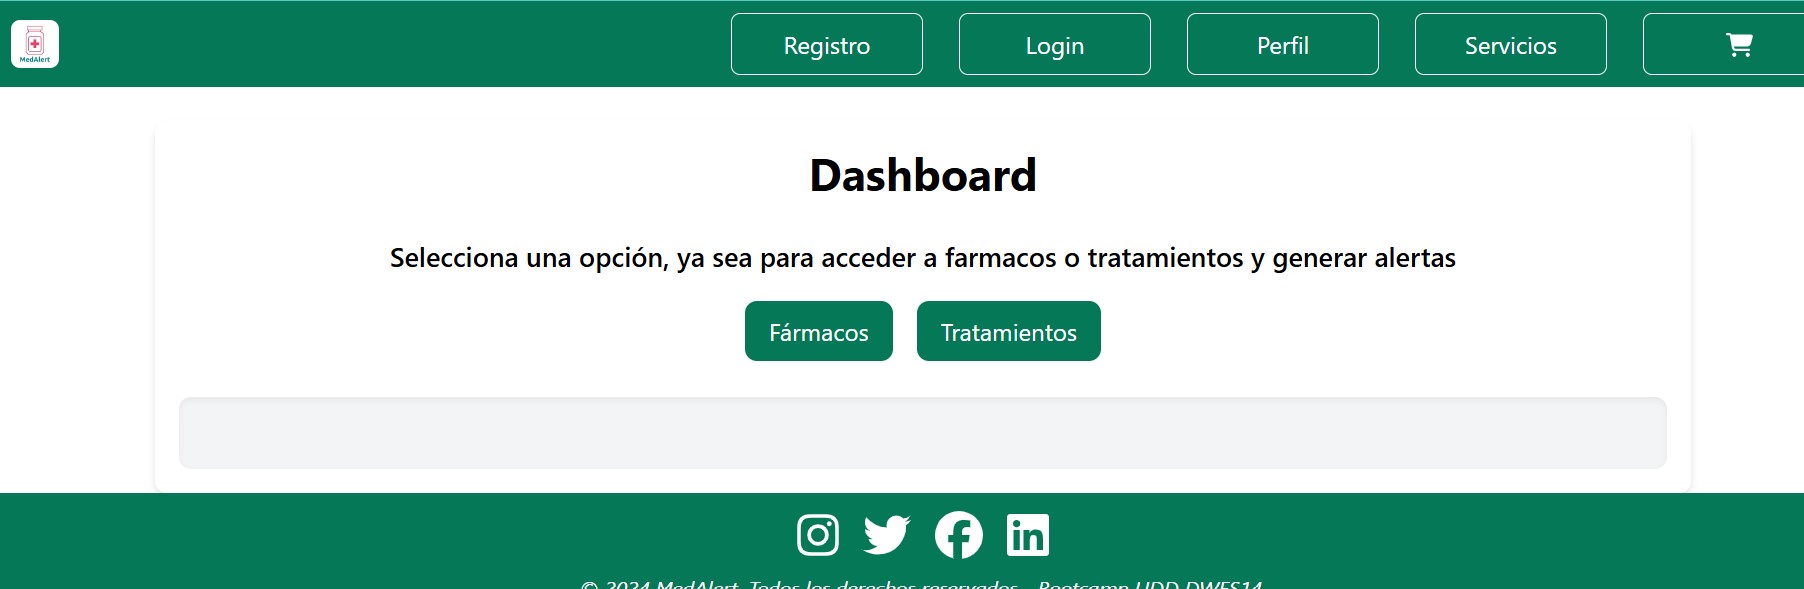 MedAlert
Registro
Login
Perfil
Servicios
Dashboard
Selecciona una opción, ya sea para acceder a farmacos o tratamientos y generar alertas
Fármacos
Tratamientos
© 2024 MedAlert. Todos los derechos reservados - Bootcamp UDD DWFS14